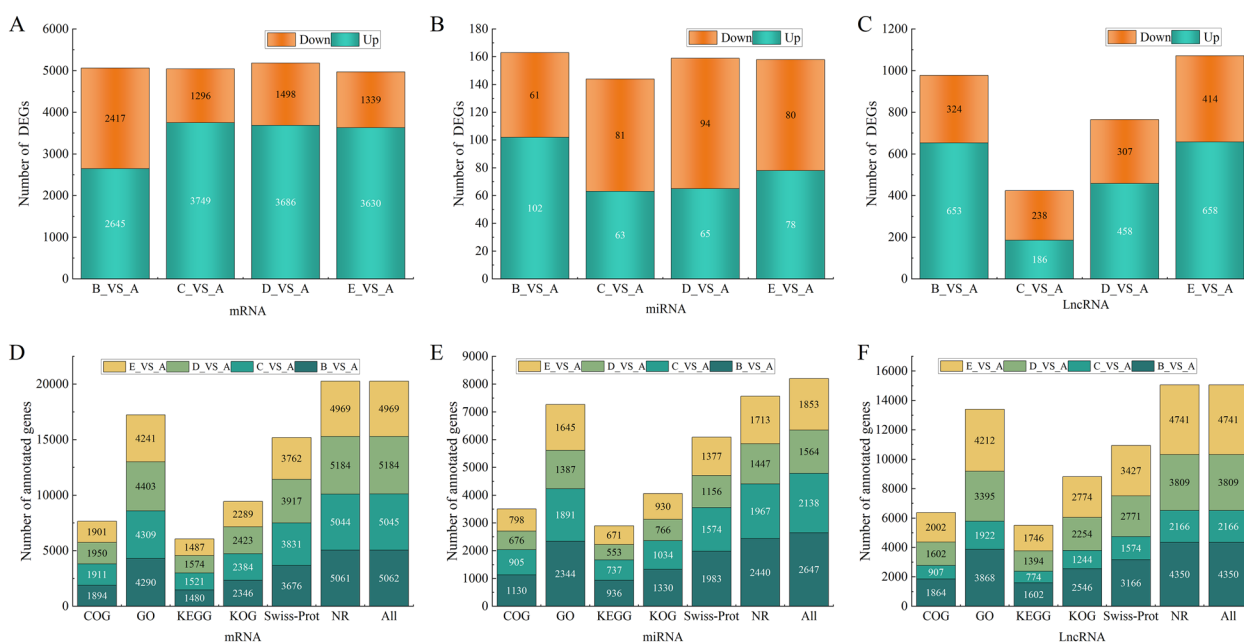 A
Down Up
6000
5000
4000
3000
2000
1000
0
Number of DEGs
2417 1296 1498 1339
2645 3749 3686 3630
B_VS_A C_VS_A D_VS_A E_VS_A
mRNA
B
Down Up
180
160
140
120
100
80
60
40
20
0
Number of DEGs
61 81 94 80
102 63 65 78
B_VS_A C_VS_A D_VS_A E_VS_A
miRNA
C
Down Up
1200
1000
800
600
400
200
0
Number of DEGs
324 238 307 414
653 186 458 658
B_VS_A C_VS_A D_VS_A E_VS_A
LncRNA
D
E_VS_A D_VS_A C_VS_A B_VS_A
20000
15000
10000
5000
0
Number of annotated genes
1901 4241 1487 2289 3762 4969 4969
1950 4403 1574 2423 3917 5184 5184
1911 4309 1521 2384 3831 5044 5045
1894 4290 1480 2346 3676 5061 5062
COG GO KEGG KOG Swiss-Prot NR All
mRNA
E
E_VS_A D_VS_A C_VS_A B_VS_A
9000
8000
7000
6000
5000
4000
3000
2000
1000
0
Number of annotated genes
798 1645 671 930 1377 1713 1853
676 1387 553 766 1156 1447 1564
905 1891 737 1034 1574 1967 2138
1130 2344 936 1330 1983 2440 2647
COG GO KEGG KOG Swiss-Prot NR All
miRNA
F
E_VS_A D_VS_A C_VS_A B_VS_A
14000
12000
10000
8000
6000
4000
2000
0
Number of annotated genes
2002 4212 1746 2774 3427 4741 4741
1602 3395 1394 2254 2771 3809 3809
907 1922 774 1244 1574 2166 2166
1864 3868 1602 2546 3166 4350 4350
COG GO KEGG KOG Swiss-Prot NR All
LncRNA